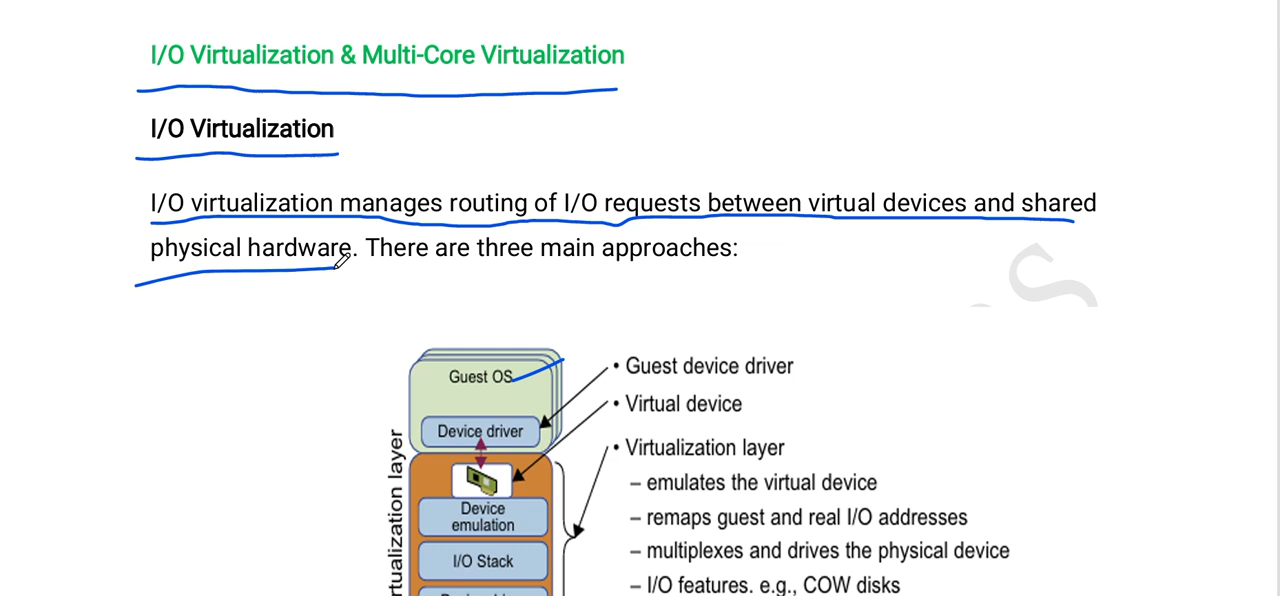 I/O Virtualization & Multi-Core Virtualization
I/O Virtualization
I/O virtualization manages routing of I/O requests between virtual devices and shared
physical hardware. There are three main approaches:
Guest OS
Device driver
Device
emulation
I/O Stack
• Guest device driver
• Virtual device
• Virtualization layer
– emulates the virtual device
– remaps guest and real I/O addresses
– multiplexes and drives the physical device
– I/O features. e.g., COW disks